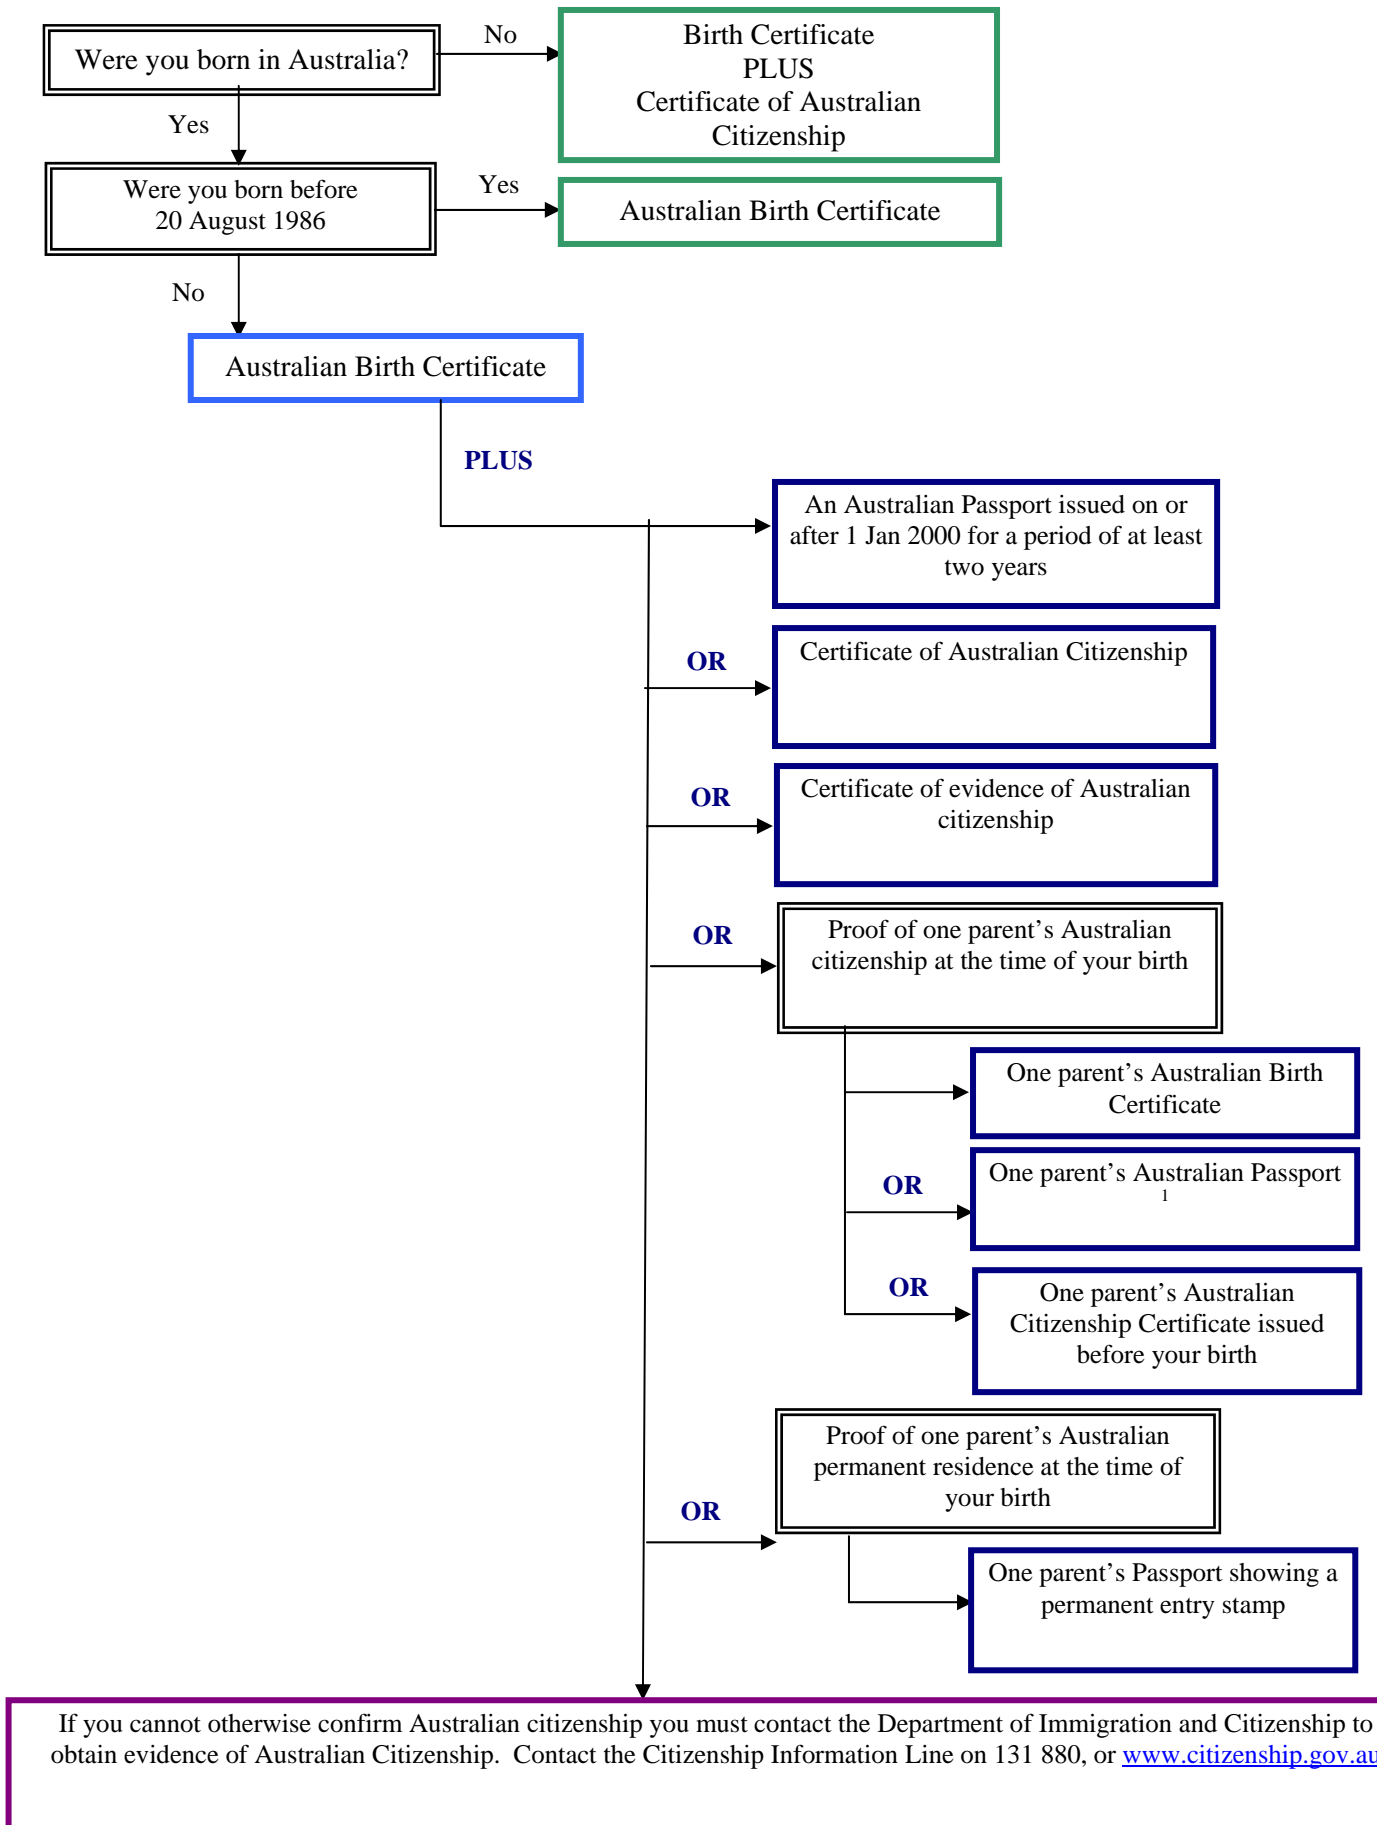 Were you born in Australia?
No
Birth Certificate
PLUS
Certificate of Australian
Citizenship
Yes
Were you born before
20 August 1986
Yes
Australian Birth Certificate
No
Australian Birth Certificate
PLUS
An Australian Passport issued on or
after 1 Jan 2000 for a period of at least
two years
OR
Certificate of Australian Citizenship
OR
Certificate of evidence of Australian
citizenship
OR
Proof of one parent’s Australian
citizenship at the time of your birth
One parent’s Australian Birth
Certificate
OR
One parent’s Australian Passport
1
OR
One parent’s Australian
Citizenship Certificate issued
before your birth
Proof of one parent’s Australian
permanent residence at the time of
your birth
OR
One parent’s Passport showing a
permanent entry stamp
If you cannot otherwise confirm Australian citizenship you must contact the Department of Immigration and Citizenship to
obtain evidence of Australian Citizenship.  Contact the Citizenship Information Line on 131 880, or www.citizenship.gov.au